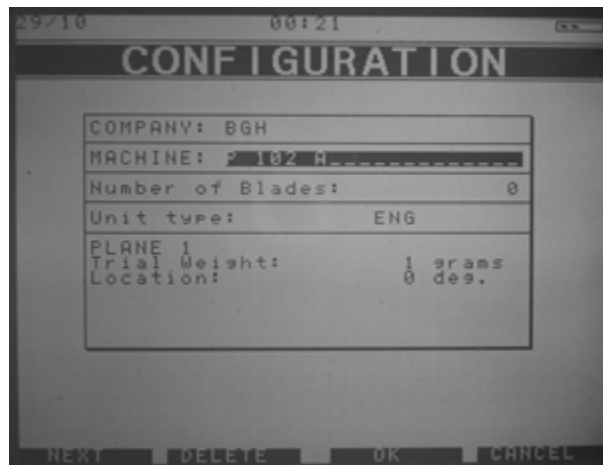 29/10 00:21
CONFIGURATION
COMPANY: BGH
MACHINE: P 102 A______________
Number of Blades: 0
Unit type: ENG
PLANE 1
Trial Weight: 1 grams
Location: 0 deg.
NEXT DELETE OK CANCEL